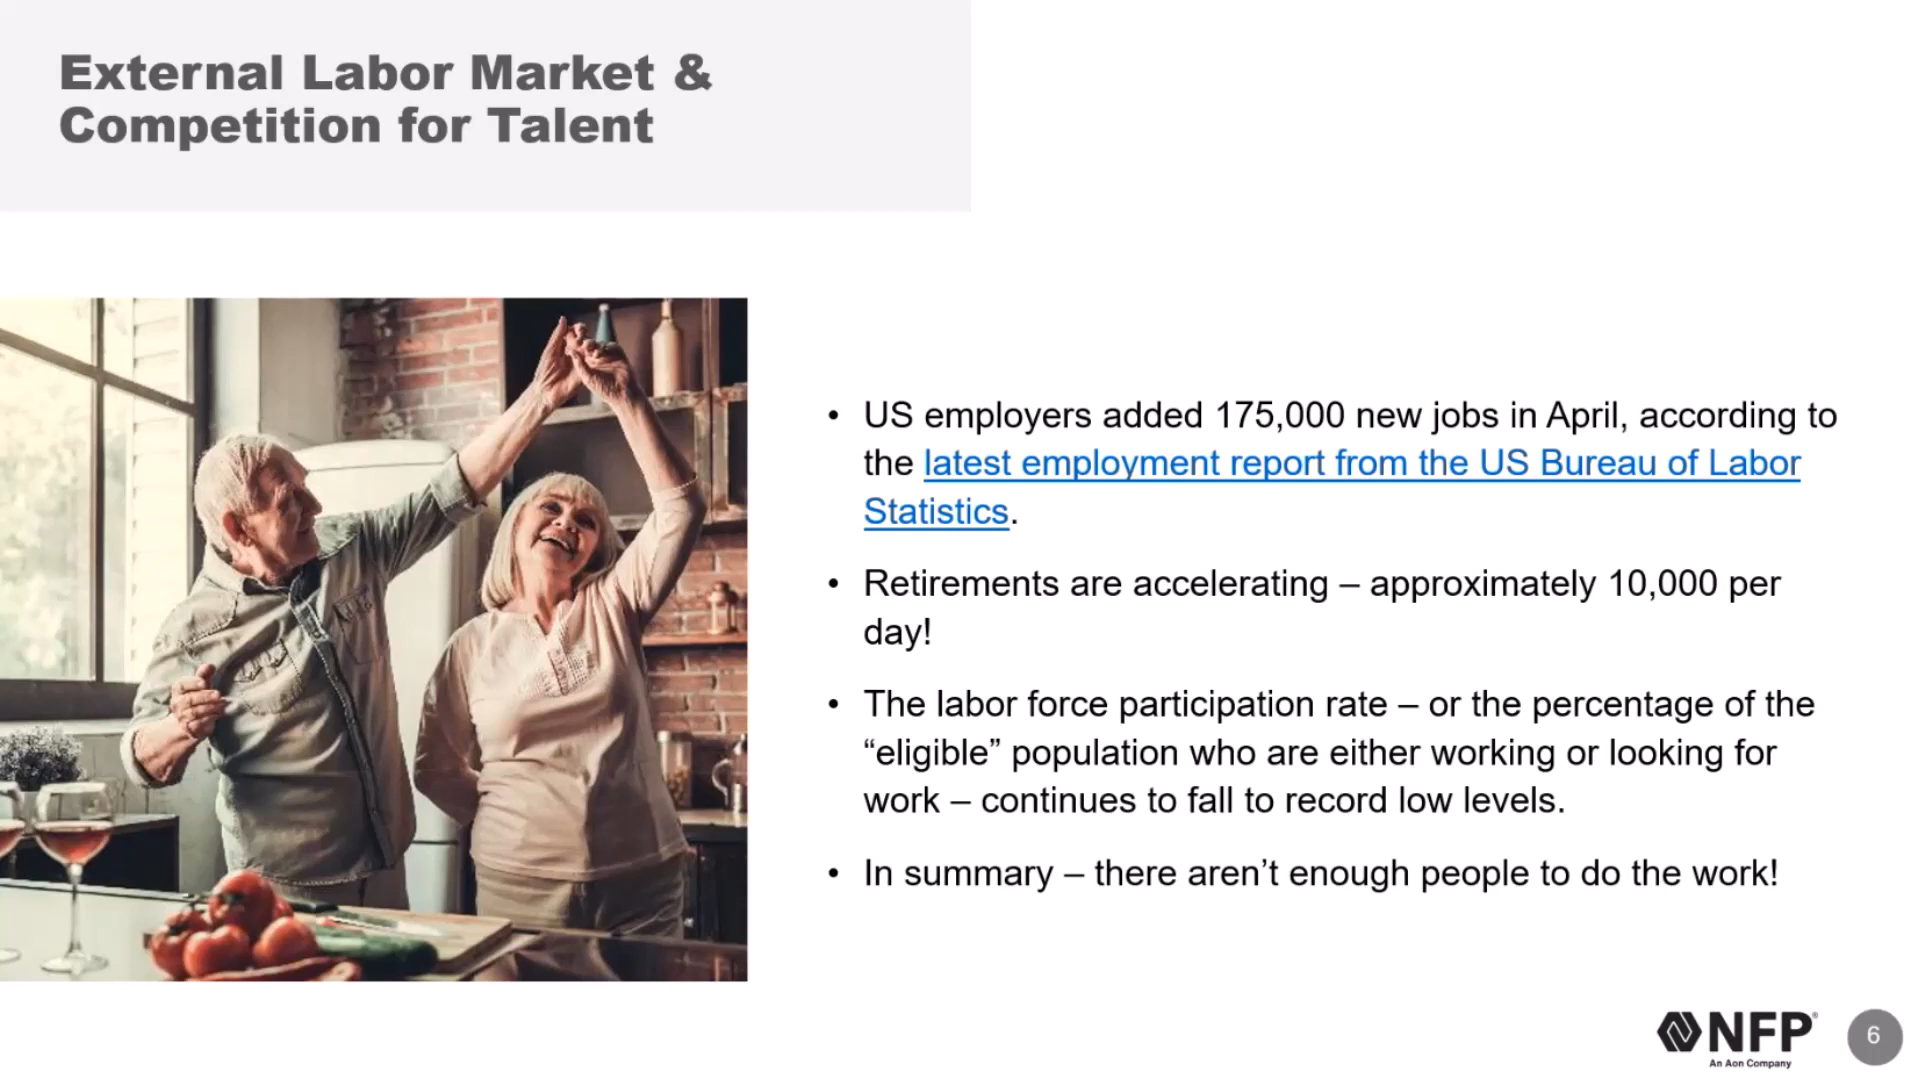 External Labor Market &
Competition for Talent
• US employers added 175,000 new jobs in April, according to
the latest employment report from the US Bureau of Labor
Statistics.
• Retirements are accelerating – approximately 10,000 per
day!
• The labor force participation rate – or the percentage of the
“eligible” population who are either working or looking for
work – continues to fall to record low levels.
• In summary – there aren’t enough people to do the work!
NFP®
An Aon Company
6